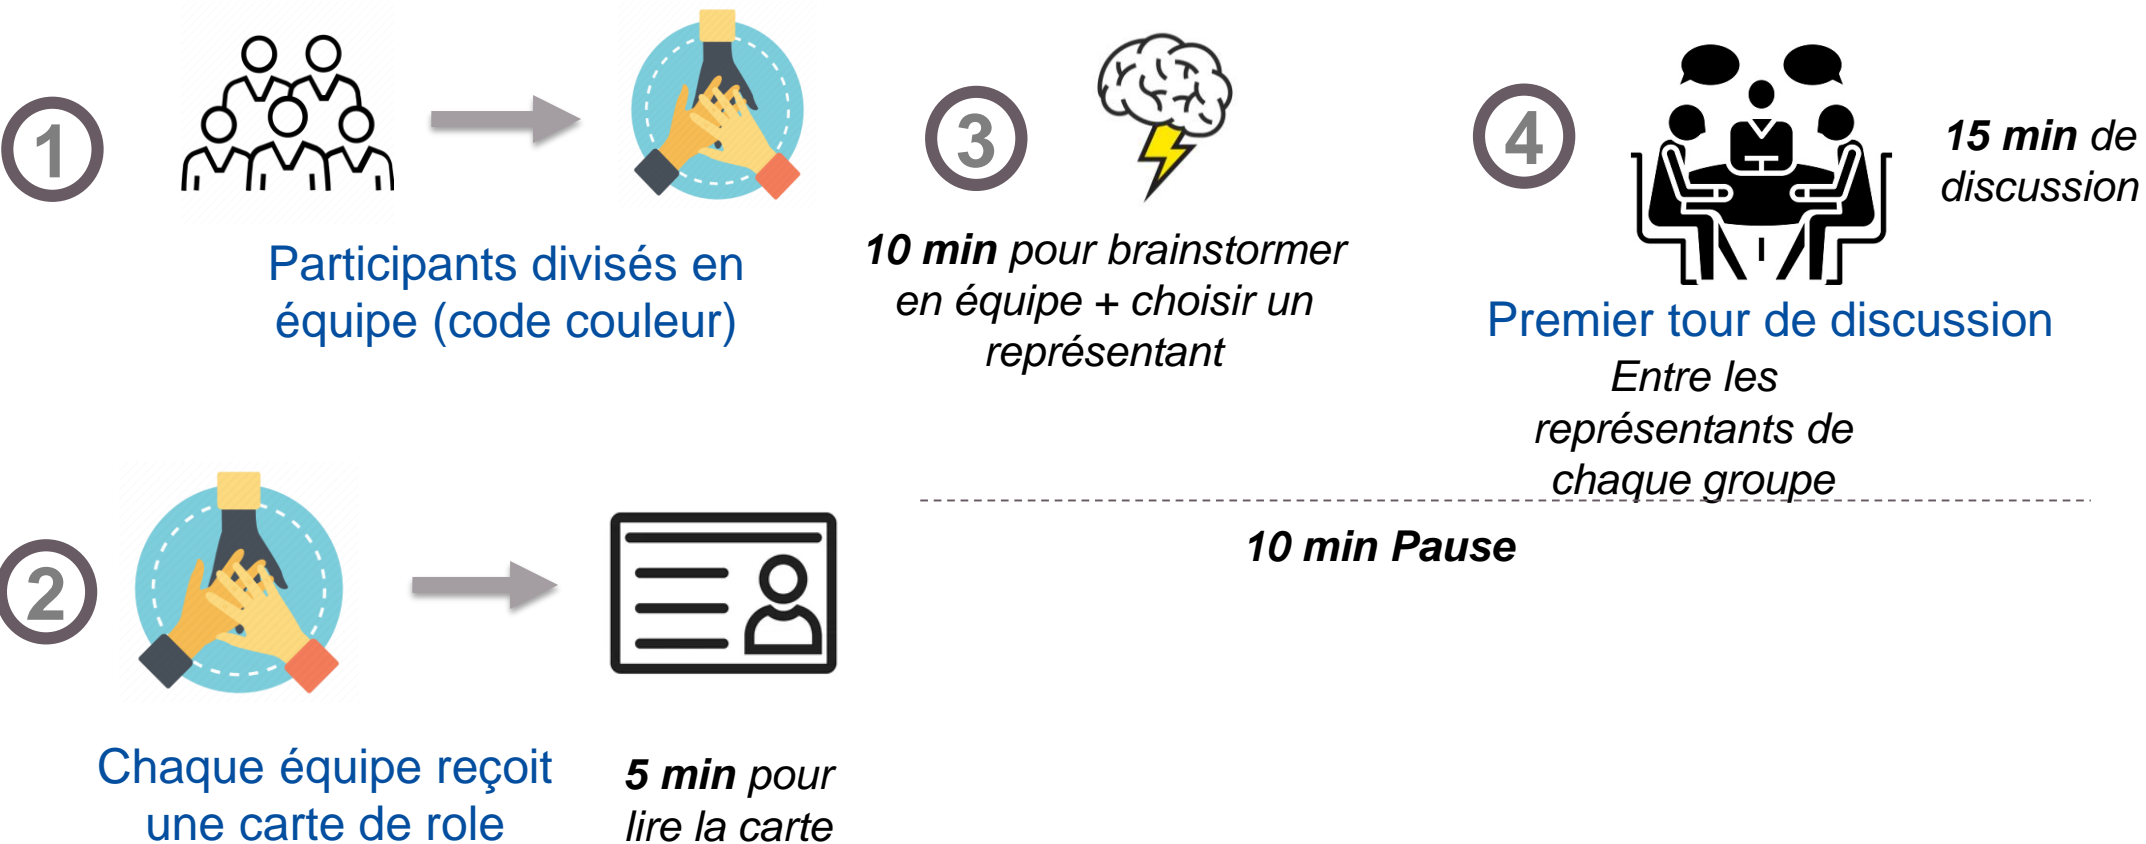 1
Participants divisés en
équipe (code couleur)
2
Chaque équipe reçoit
une carte de role
5 min pour
lire la carte
3
10 min pour brainstormer
en équipe + choisir un
représentant
4
15 min de
discussion
Premier tour de discussion
Entre les
représentants de
chaque groupe
10 min Pause